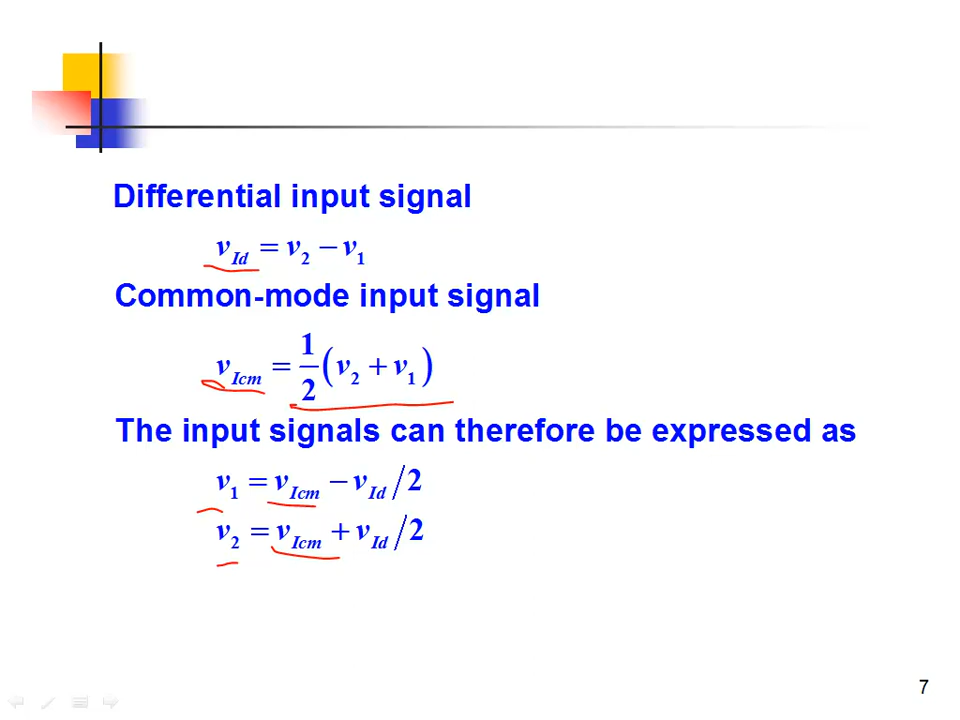 Differential input signal
v_Id = v_2 − v_1
Common-mode input signal
v_Icm = 1/2 (v_2 + v_1)
The input signals can therefore be expressed as
v_1 = v_Icm − v_Id/2
v_2 = v_Icm + v_Id/2
7